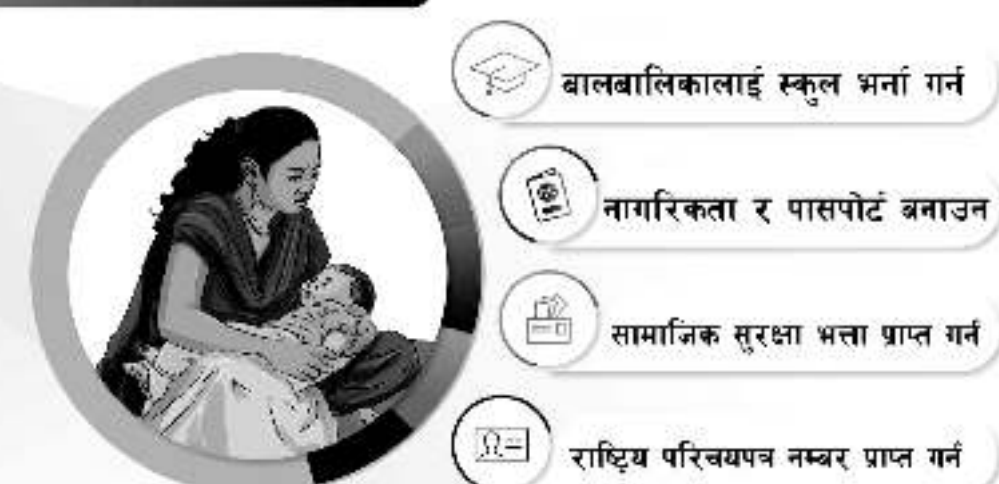 बालबालिकालाई स्कुल भर्ना गर्न
नागरिकता र पासपोर्ट बनाउन
सामाजिक सुरक्षा भत्ता प्राप्त गर्न
राष्ट्रिय परिचयपत्र नम्बर प्राप्त गर्न